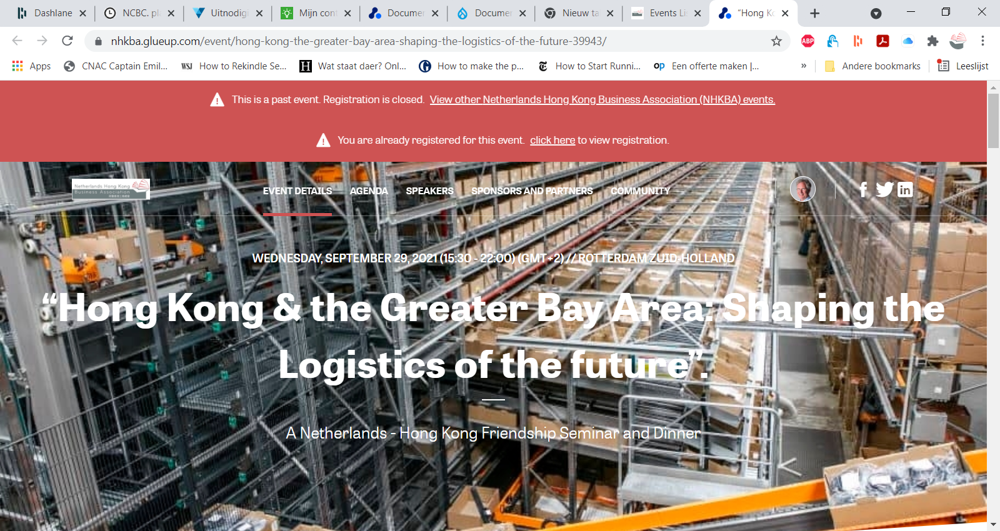 Dashlane
NCBC. pl
Uitnodigi
Mijn cont
Documen
Documen
Nieuw ta
Events Li
“Hong Ko
nhkba.glueup.com/event/hong-kong-the-greater-bay-area-shaping-the-logistics-of-the-future-39943/
ABP
Apps
CNAC Captain Emil...
WSJ
How to Rekindle Se...
H
Wat staat daer? Onl...
G
How to make the p...
How to Start Runni...
op
Een offerte maken |...
»
Andere bookmarks
Leeslijst
This is a past event. Registration is closed. View other Netherlands Hong Kong Business Association (NHKBA) events.
You are already registered for this event. click here to view registration.
Netherlands Hong Kong
Business Association
EVENT DETAILS
AGENDA
SPEAKERS
SPONSORS AND PARTNERS
COMMUNITY
WEDNESDAY, SEPTEMBER 29, 2021 (15:30 - 22:00) (GMT+2) // ROTTERDAM ZUID-HOLLAND
“Hong Kong & the Greater Bay Area: Shaping the
Logistics of the future”.
A Netherlands - Hong Kong Friendship Seminar and Dinner